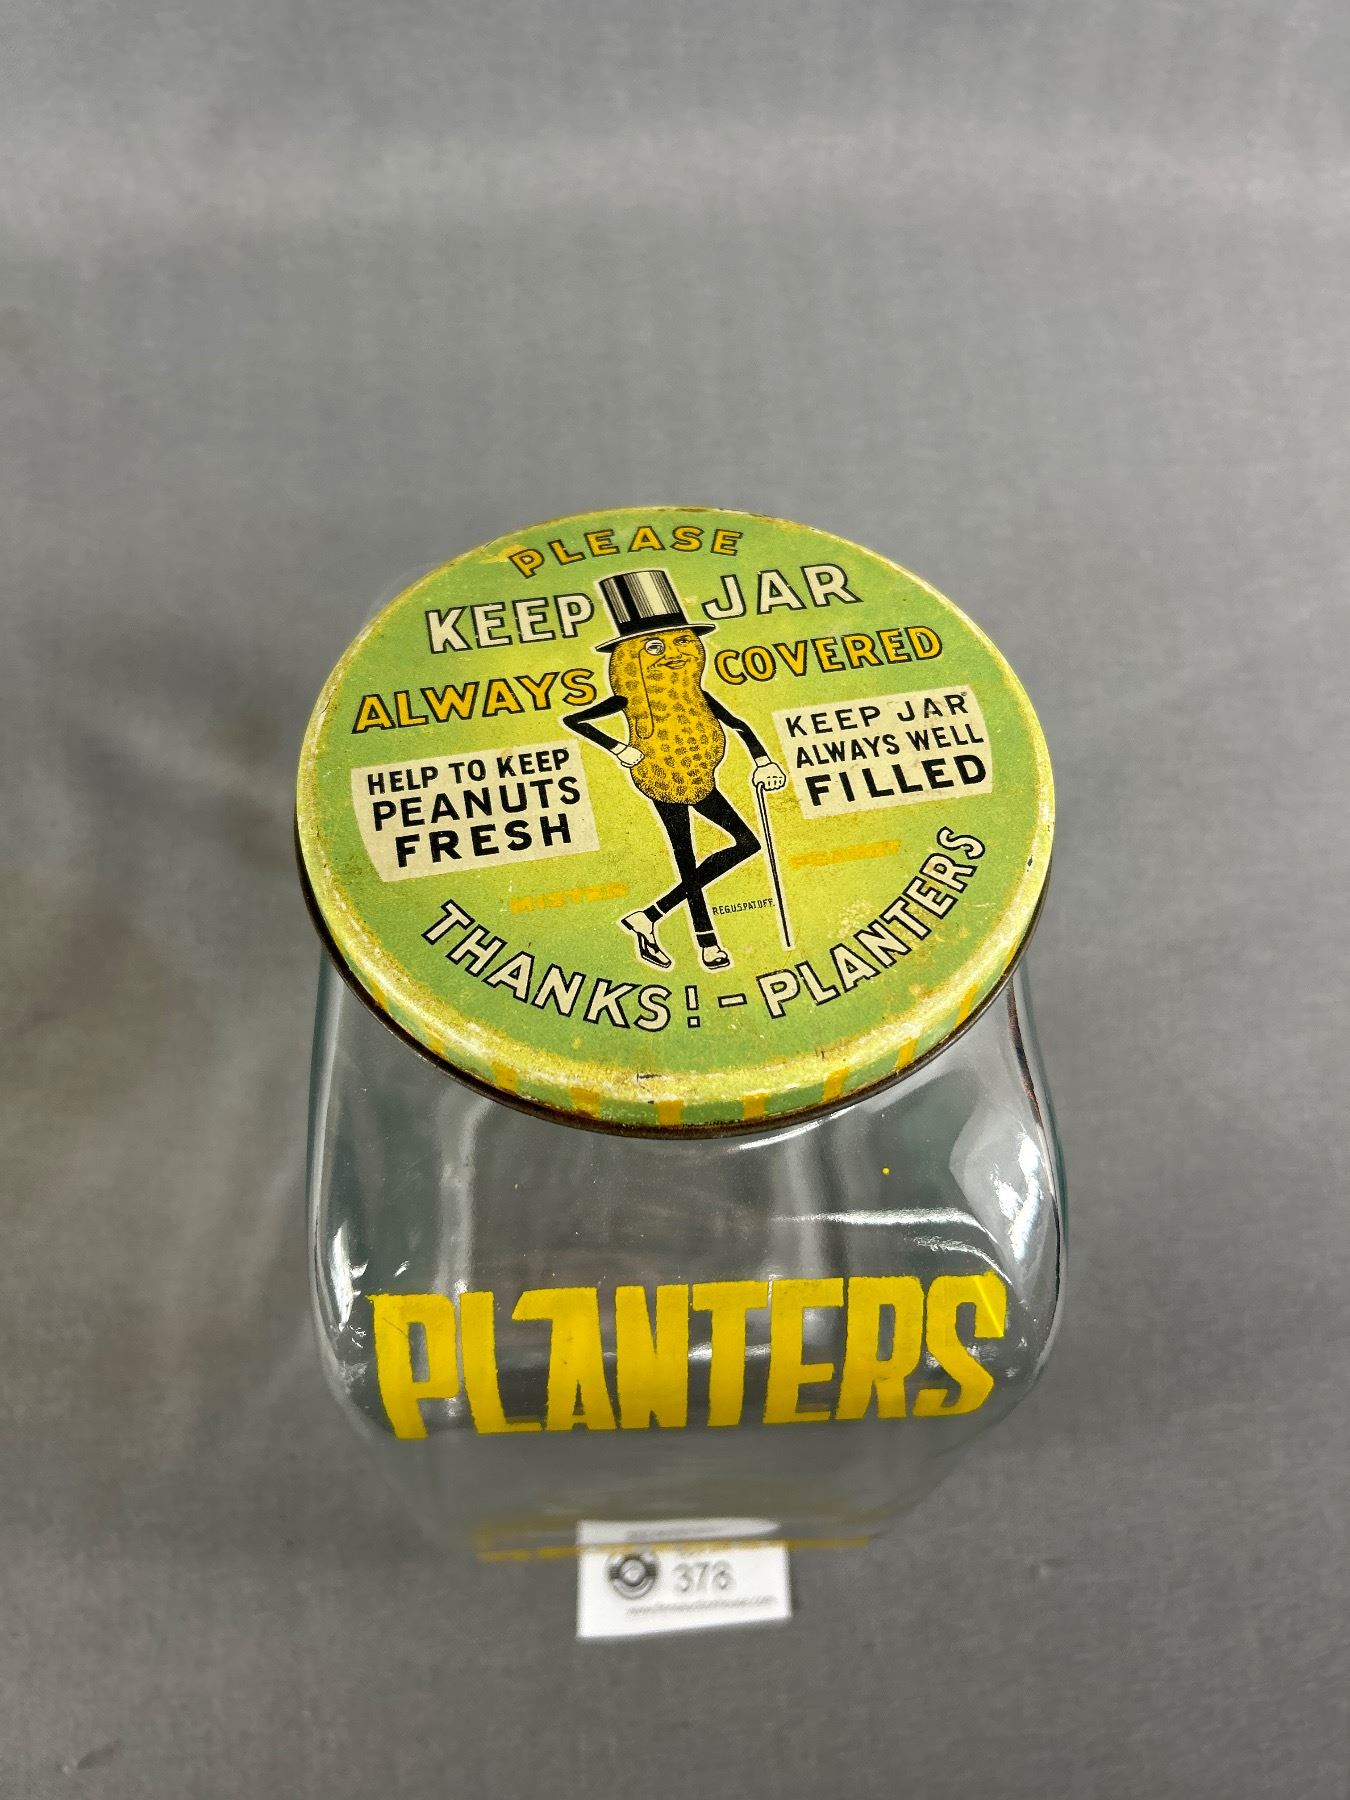 PLEASE
KEEP JAR
ALWAYS COVERED
HELP TO KEEP
PEANUTS
FRESH
KEEP JAR
ALWAYS WELL
FILLED
MISTER PEANUT
REG.U.S.PAT.OFF.
THANKS! - PLANTERS
PLANTERS
378